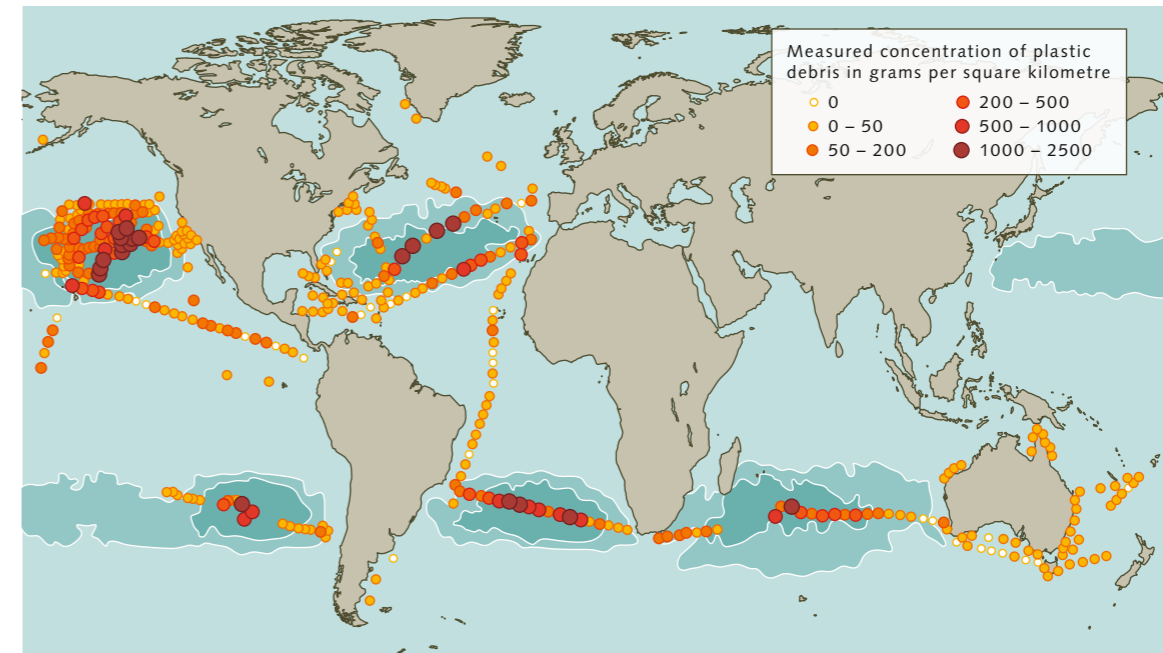 Measured concentration of plastic
debris in grams per square kilometre
0
0 – 50
50 – 200
200 – 500
500 – 1000
1000 – 2500